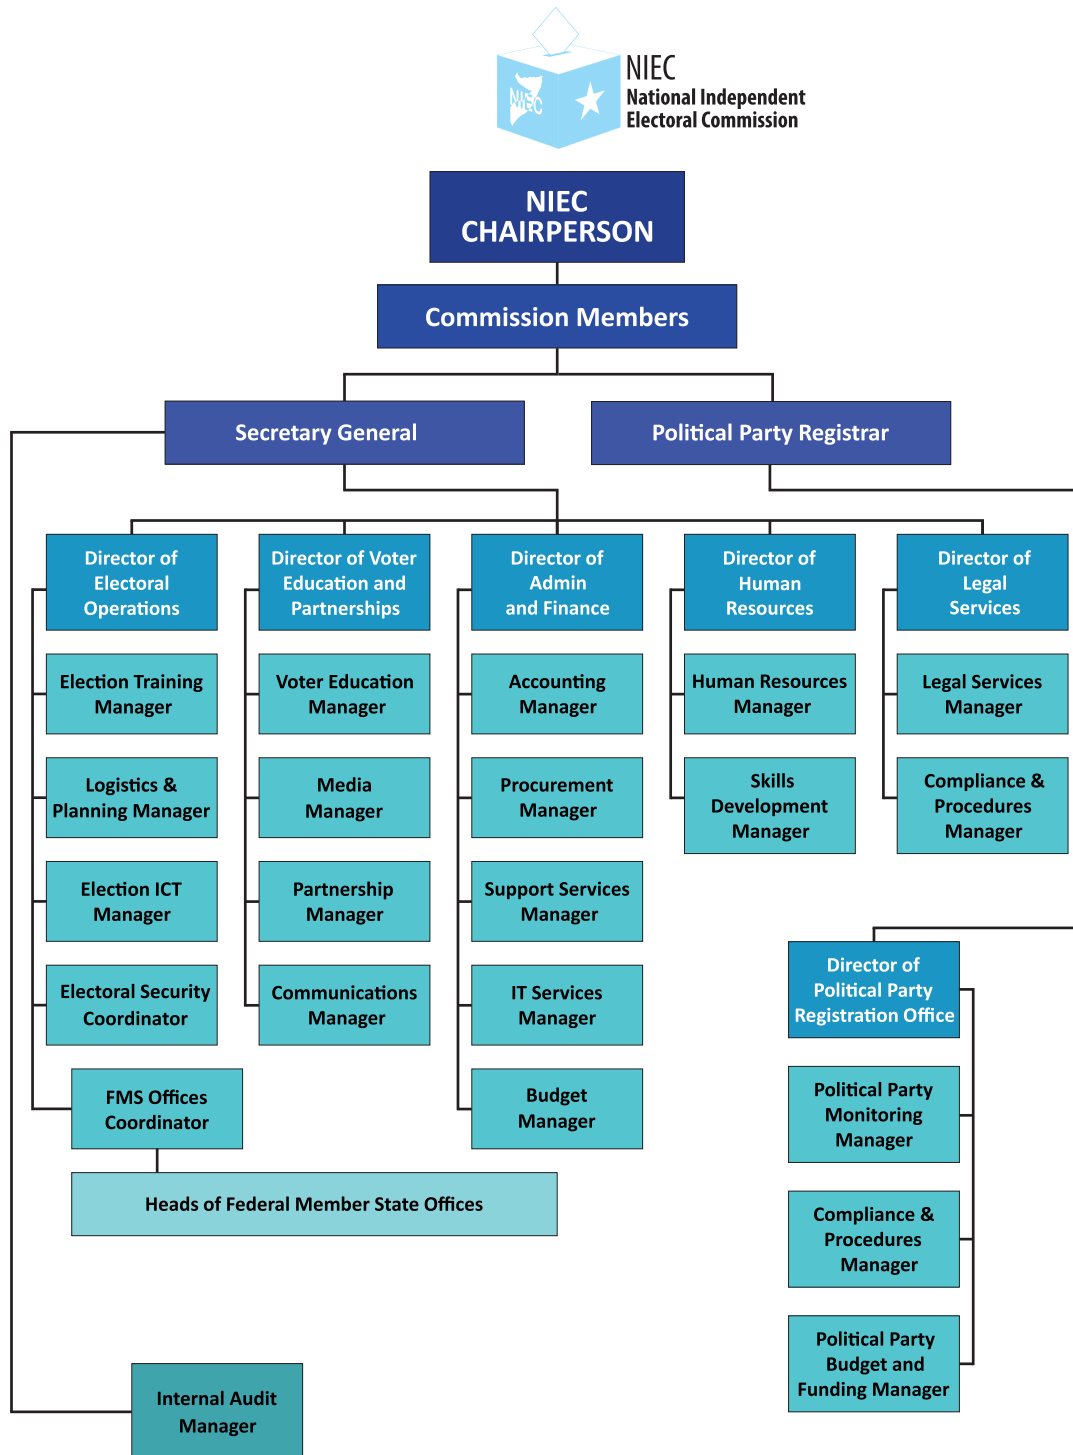 NIEC
NIEC
National Independent
Electoral Commission
NIEC
CHAIRPERSON
Commission Members
Secretary General
Political Party Registrar
Director of
Electoral
Operations
Director of Voter
Education and
Partnerships
Director of
Admin
and Finance
Director of
Human
Resources
Director of
Legal
Services
Election Training
Manager
Voter Education
Manager
Accounting
Manager
Human Resources
Manager
Legal Services
Manager
Logistics &
Planning Manager
Media
Manager
Procurement
Manager
Skills
Development
Manager
Compliance &
Procedures
Manager
Election ICT
Manager
Partnership
Manager
Support Services
Manager
Electoral Security
Coordinator
Communications
Manager
IT Services
Manager
Director of
Political Party
Registration Office
FMS Offices
Coordinator
Budget
Manager
Political Party
Monitoring
Manager
Heads of Federal Member State Offices
Compliance &
Procedures
Manager
Political Party
Budget and
Funding Manager
Internal Audit
Manager